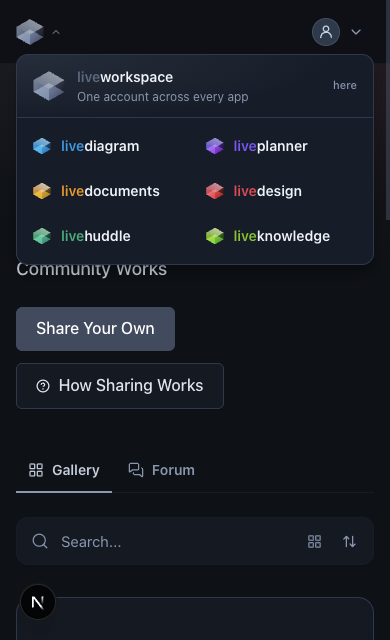 liveworkspace
One account across every app
here
livediagram
liveplanner
livedocuments
livedesign
livehuddle
liveknowledge
Community Works
Share Your Own
How Sharing Works
Gallery
Forum
Search...
N